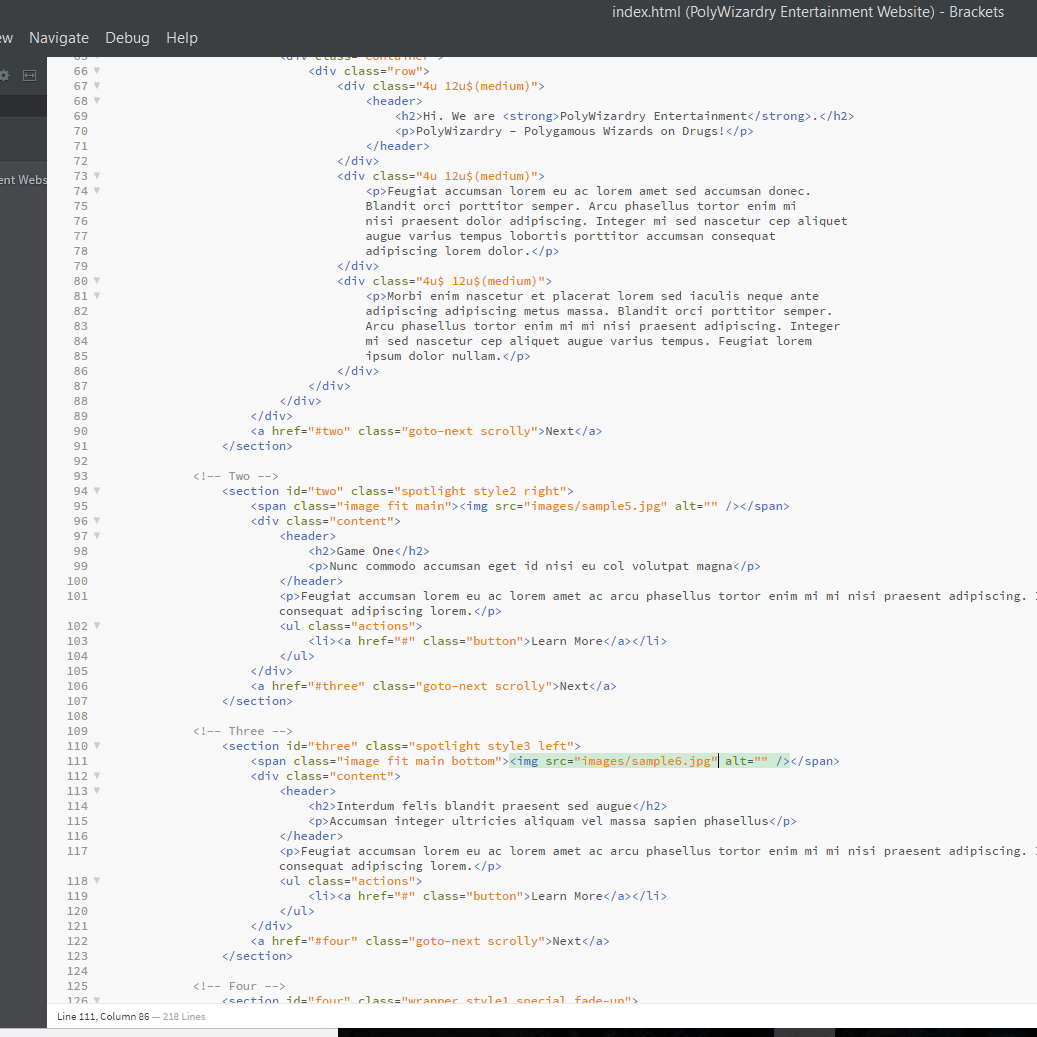 index.html (PolyWizardry Entertainment Website) - Brackets
ew Navigate Debug Help
ent Webs
65 <div class="container">
66 <div class="row">
67 <div class="4u 12u$(medium)">
68 <header>
69 <h2>Hi. We are <strong>PolyWizardry Entertainment</strong>.</h2>
70 <p>PolyWizardry - Polygamous Wizards on Drugs!</p>
71 </header>
72 </div>
73 <div class="4u 12u$(medium)">
74 <p>Feugiat accumsan lorem eu ac lorem amet sed accumsan donec.
75 Blandit orci porttitor semper. Arcu phasellus tortor enim mi
76 nisi praesent dolor adipiscing. Integer mi sed nascetur cep aliquet
77 augue varius tempus lobortis porttitor accumsan consequat
78 adipiscing lorem dolor.</p>
79 </div>
80 <div class="4u$ 12u$(medium)">
81 <p>Morbi enim nascetur et placerat lorem sed iaculis neque ante
82 adipiscing adipiscing metus massa. Blandit orci porttitor semper.
83 Arcu phasellus tortor enim mi mi nisi praesent adipiscing. Integer
84 mi sed nascetur cep aliquet augue varius tempus. Feugiat lorem
85 ipsum dolor nullam.</p>
86 </div>
87 </div>
88 </div>
89 </div>
90 <a href="#two" class="goto-next scrolly">Next</a>
91 </section>
92
93 <!-- Two -->
94 <section id="two" class="spotlight style2 right">
95 <span class="image fit main"><img src="images/sample5.jpg" alt="" /></span>
96 <div class="content">
97 <header>
98 <h2>Game One</h2>
99 <p>Nunc commodo accumsan eget id nisi eu col volutpat magna</p>
100 </header>
101 <p>Feugiat accumsan lorem eu ac lorem amet ac arcu phasellus tortor enim mi mi nisi praesent adipiscing.
consequat adipiscing lorem.</p>
102 <ul class="actions">
103 <li><a href="#" class="button">Learn More</a></li>
104 </ul>
105 </div>
106 <a href="#three" class="goto-next scrolly">Next</a>
107 </section>
108
109 <!-- Three -->
110 <section id="three" class="spotlight style3 left">
111 <span class="image fit main bottom"><img src="images/sample6.jpg" alt="" /></span>
112 <div class="content">
113 <header>
114 <h2>Interdum felis blandit praesent sed augue</h2>
115 <p>Accumsan integer ultricies aliquam vel massa sapien phasellus</p>
116 </header>
117 <p>Feugiat accumsan lorem eu ac lorem amet ac arcu phasellus tortor enim mi mi nisi praesent adipiscing.
consequat adipiscing lorem.</p>
118 <ul class="actions">
119 <li><a href="#" class="button">Learn More</a></li>
120 </ul>
121 </div>
122 <a href="#four" class="goto-next scrolly">Next</a>
123 </section>
124
125 <!-- Four -->
126 <section id="four" class="wrapper style1 special fade-up">
Line 111, Column 86 — 218 Lines